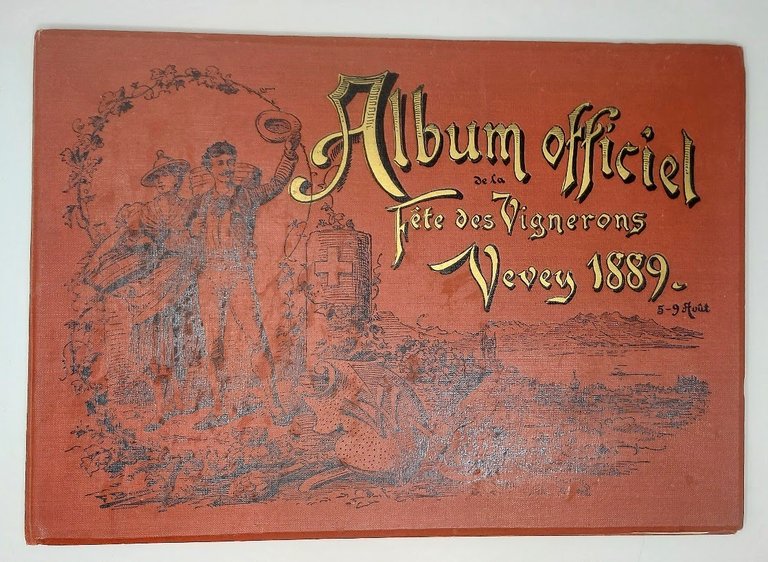 Album officiel
de la
Fête des Vignerons
Vevey 1889.
5-9 Août